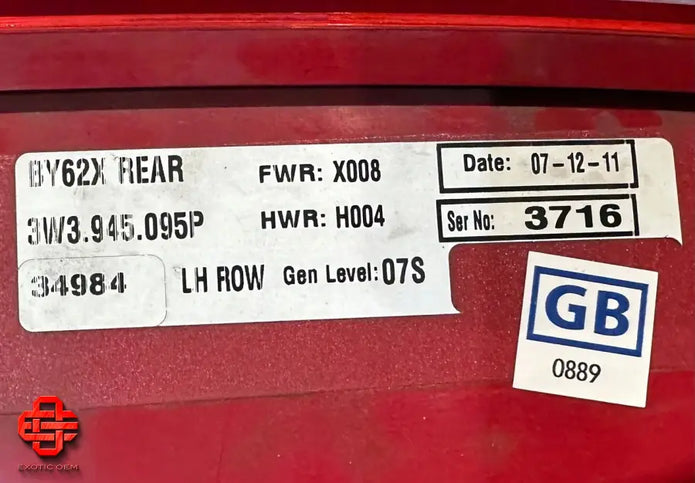 BY62X REAR FWR: X008 Date: 07-12-11
3W3.945.095P HWR: H004 Ser No: 3716
34984 LH ROW Gen Level: 07S
GB
0889
EXOTIC OEM